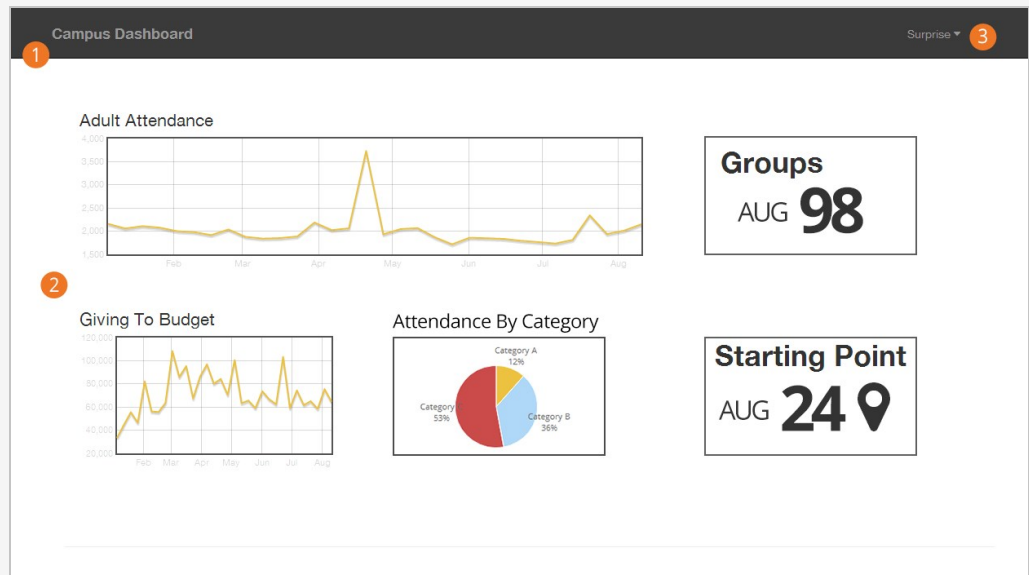 Campus Dashboard
Surprise
3
1
Adult Attendance
4,000
3,500
3,000
2,500
2,000
1,500
Feb Mar Apr May Jun Jul Aug
Groups
AUG 98
2
Giving To Budget
120,000
100,000
80,000
60,000
40,000
20,000
Feb Mar Apr May Jun Jul Aug
Attendance By Category
Category A
12%
Category B
36%
Category
53%
Starting Point
AUG 24